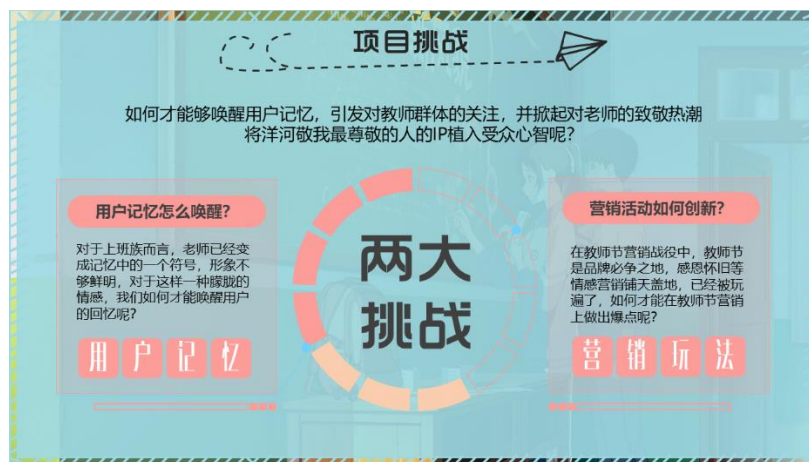 项目挑战
如何才能够唤醒用户记忆，引发对教师群体的关注，并掀起对老师的致敬热潮
将洋河敬我最尊敬的人的IP植入受众心智呢？
用户记忆怎么唤醒？
对于上班族而言，老师已经变
成记忆中的一个符号，形象不
够鲜明，对于这样一种朦胧的
情感，我们如何才能唤醒用户
的回忆呢？
用户记忆
两大
挑战
营销活动如何创新？
在教师节营销战役中，教师节
是品牌必争之地，感恩怀旧等
情感营销铺天盖地，已经被玩
遍了，如何才能在教师节营销
上做出爆点呢？
营销玩法